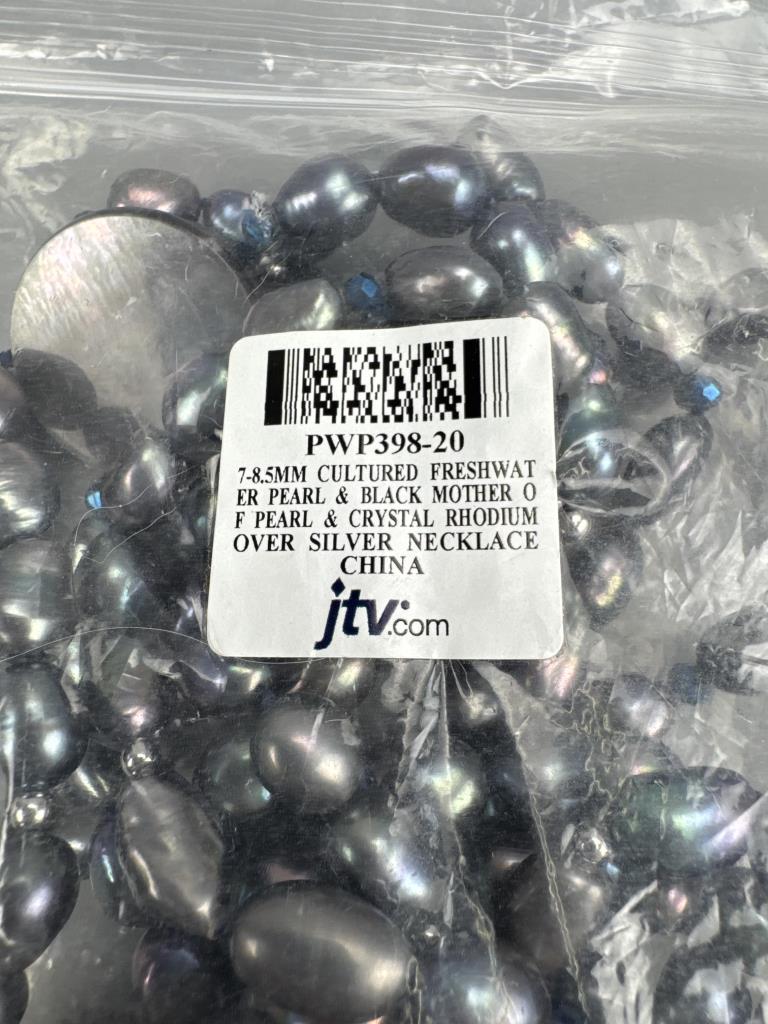 PWP398-20
7-8.5MM CULTURED FRESHWAT
ER PEARL & BLACK MOTHER O
F PEARL & CRYSTAL RHODIUM
OVER SILVER NECKLACE
CHINA
jtv.com